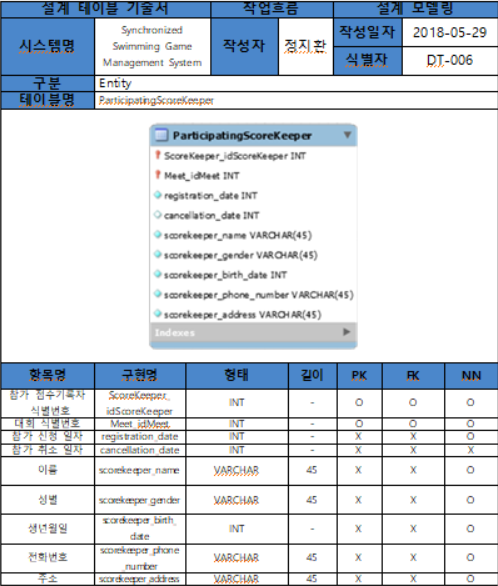 설계 테이블 기술서 작업흐름 설계 모델링
시스템명 Synchronized Swimming Game Management System 작성자 정지환 작성일자 2018-05-29
식별자 DT-006
구분 Entity
테이블명 ParticipatingScoreKeeper
ParticipatingScoreKeeper
ScoreKeeper_idScoreKeeper INT
Meet_idMeet INT
registration_date INT
cancellation_date INT
scorekeeper_name VARCHAR(45)
scorekeeper_gender VARCHAR(45)
scorekeeper_birth_date INT
scorekeeper_phone_number VARCHAR(45)
scorekeeper_address VARCHAR(45)
Indexes
항목명 구현명 형태 길이 PK FK NN
참가 점수기록자 식별번호 ScoreKeeper_idScoreKeeper INT - O O O
대회 식별번호 Meet_idMeet INT - O O O
참가 신청 일자 registration_date INT - X X O
참가 취소 일자 cancellation_date INT - X X X
이름 scorekeeper_name VARCHAR 45 X X O
성별 scorekeeper_gender VARCHAR 45 X X O
생년월일 scorekeeper_birth_date INT - X X O
전화번호 scorekeeper_phone_number VARCHAR 45 X X O
주소 scorekeeper_address VARCHAR 45 X X O